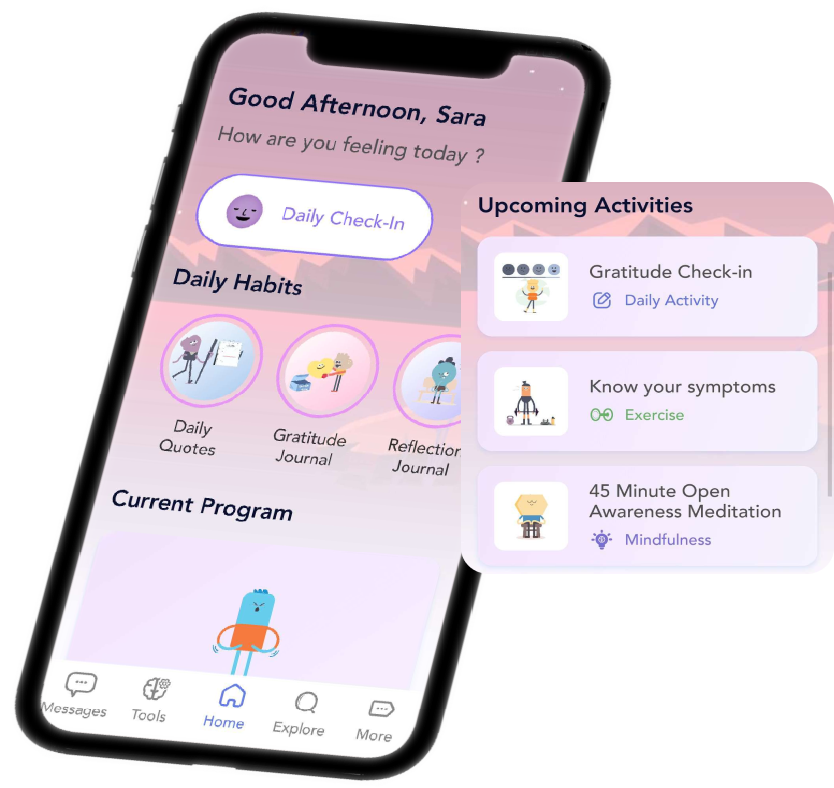 Good Afternoon, Sara
How are you feeling today ?
Daily Check-In
Daily Habits
Daily
Quotes
Gratitude
Journal
Reflection
Journal
Current Program
Messages
Tools
Home
Explore
More
Upcoming Activities
Gratitude Check-in
Daily Activity
Know your symptoms
Exercise
45 Minute Open
Awareness Meditation
Mindfulness